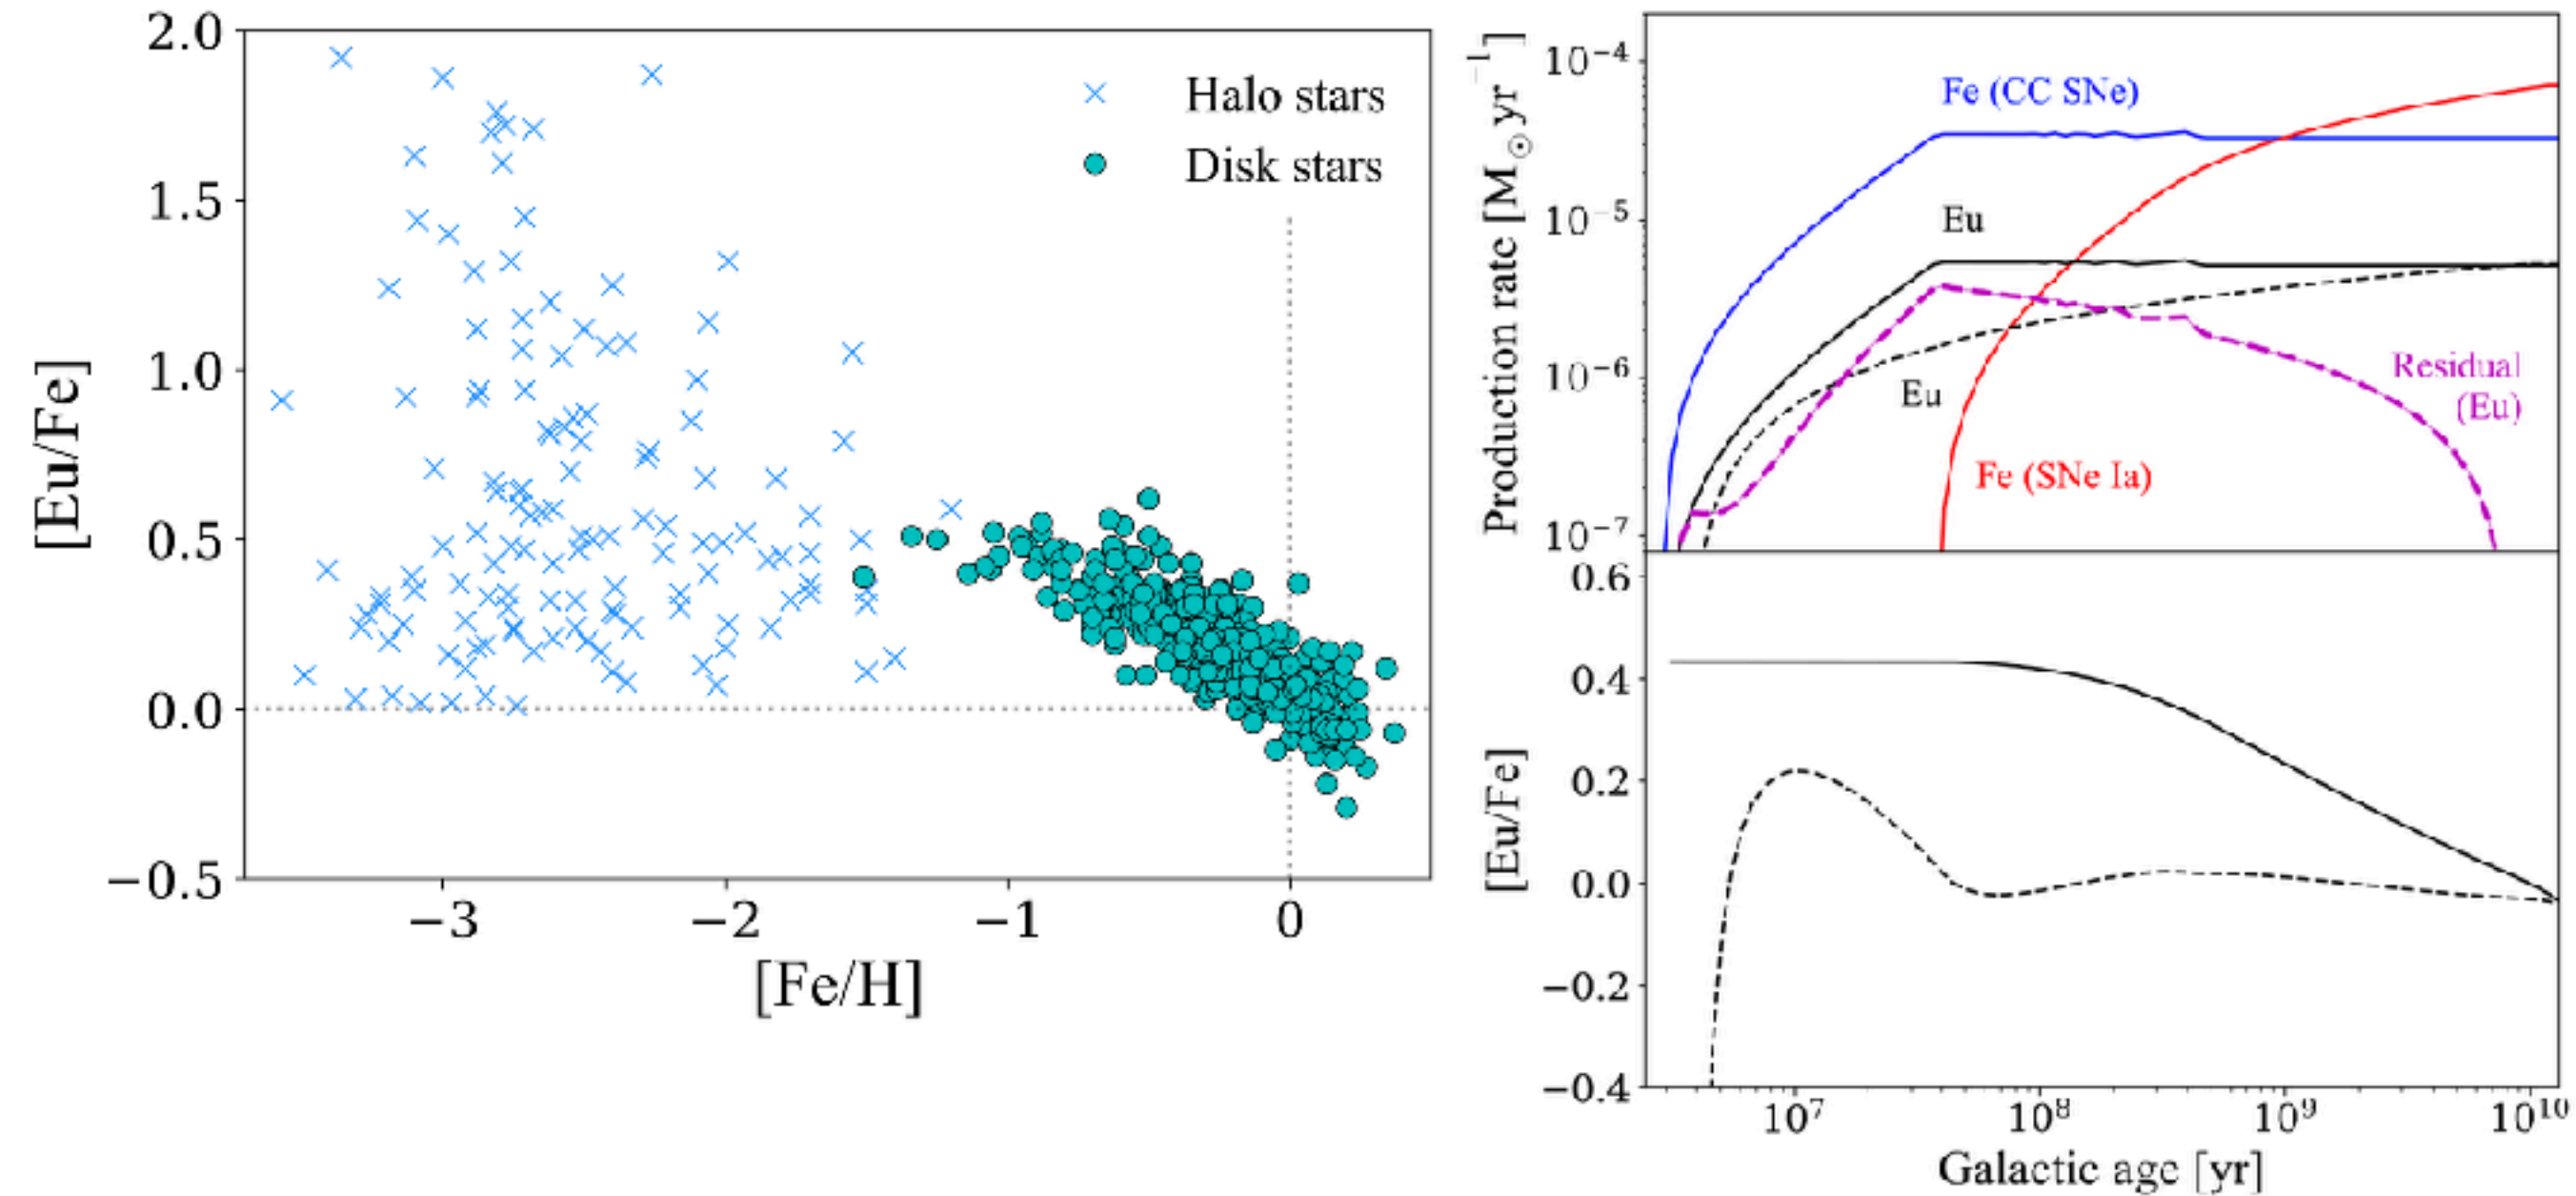 2.0
1.5
1.0
0.5
0.0
−0.5
[Eu/Fe]
Halo stars
Disk stars
−3
−2
−1
0
[Fe/H]
10⁻⁴
10⁻⁵
10⁻⁶
10⁻⁷
Production rate [M☉yr⁻¹]
Fe (CC SNe)
Eu
Eu
Residual
(Eu)
Fe (SNe Ia)
0.6
0.4
0.2
0.0
−0.2
−0.4
[Eu/Fe]
10⁷
10⁸
10⁹
10¹⁰
Galactic age [yr]